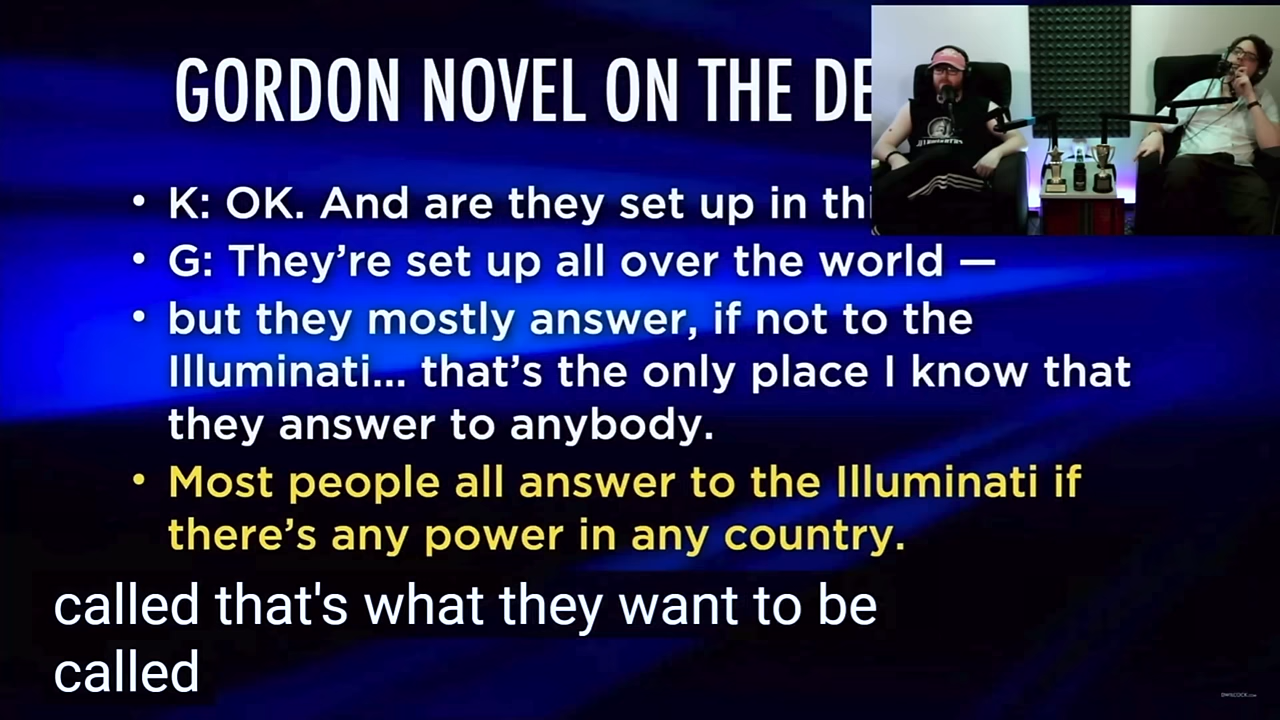 GORDON NOVEL ON THE DE
• K: OK. And are they set up in thi
• G: They're set up all over the world —
• but they mostly answer, if not to the
Illuminati... that's the only place I know that
they answer to anybody.
• Most people all answer to the Illuminati if
there's any power in any country.
called that's what they want to be
called